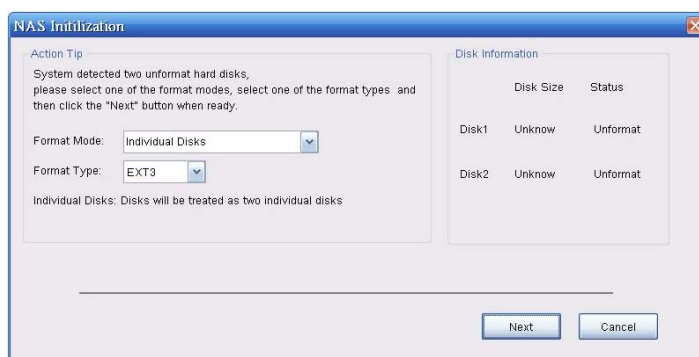 NAS Initilization
Action Tip
System detected two unformat hard disks,
please select one of the format modes, select one of the format types and
then click the "Next" button when ready.
Format Mode: Individual Disks
Format Type: EXT3
Individual Disks: Disks will be treated as two individual disks
Disk Information
Disk Size Status
Disk1 Unknow Unformat
Disk2 Unknow Unformat
Next Cancel